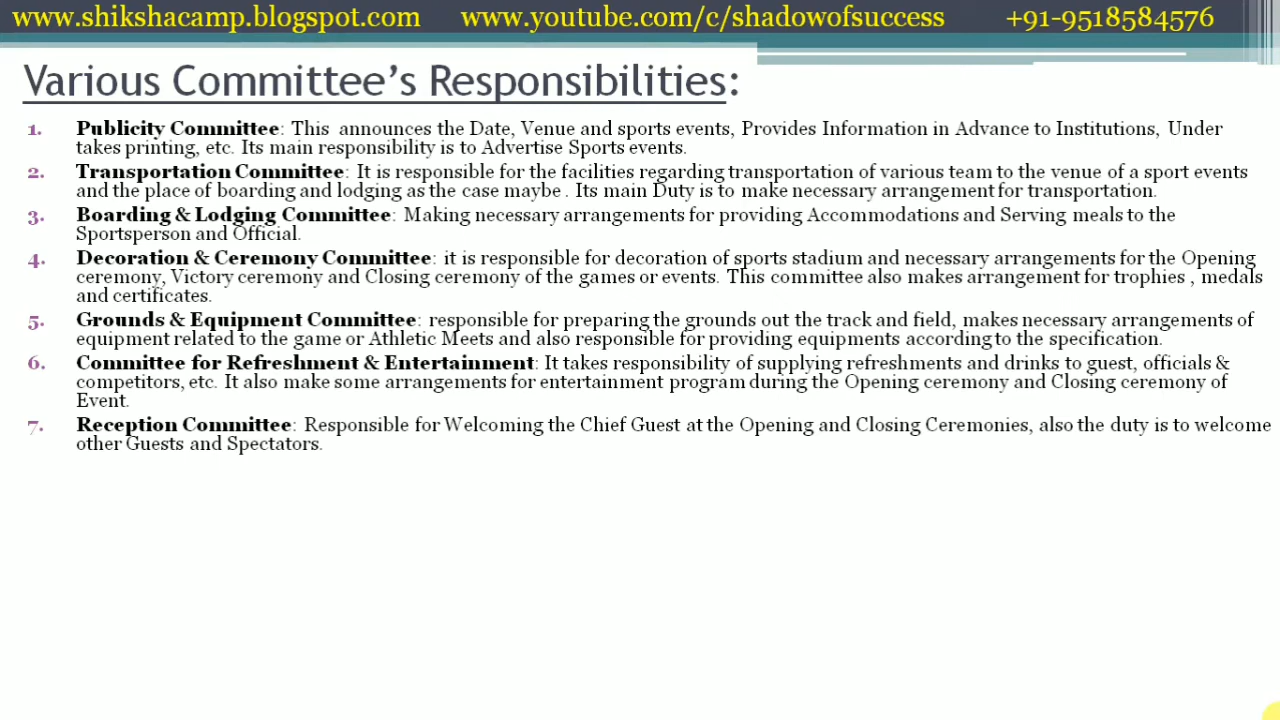 www.shikshacamp.blogspot.com www.youtube.com/c/shadowofsuccess +91-9518584576
Various Committee's Responsibilities:
1. Publicity Committee: This announces the Date, Venue and sports events, Provides Information in Advance to Institutions, Under
takes printing, etc. Its main responsibility is to Advertise Sports events.
2. Transportation Committee: It is responsible for the facilities regarding transportation of various team to the venue of a sport events
and the place of boarding and lodging as the case maybe . Its main Duty is to make necessary arrangement for transportation.
3. Boarding & Lodging Committee: Making necessary arrangements for providing Accommodations and Serving meals to the
Sportsperson and Official.
4. Decoration & Ceremony Committee: it is responsible for decoration of sports stadium and necessary arrangements for the Opening
ceremony, Victory ceremony and Closing ceremony of the games or events. This committee also makes arrangement for trophies , medals
and certificates.
5. Grounds & Equipment Committee: responsible for preparing the grounds out the track and field, makes necessary arrangements of
equipment related to the game or Athletic Meets and also responsible for providing equipments according to the specification.
6. Committee for Refreshment & Entertainment: It takes responsibility of supplying refreshments and drinks to guest, officials &
competitors, etc. It also make some arrangements for entertainment program during the Opening ceremony and Closing ceremony of
Event.
7. Reception Committee: Responsible for Welcoming the Chief Guest at the Opening and Closing Ceremonies, also the duty is to welcome
other Guests and Spectators.